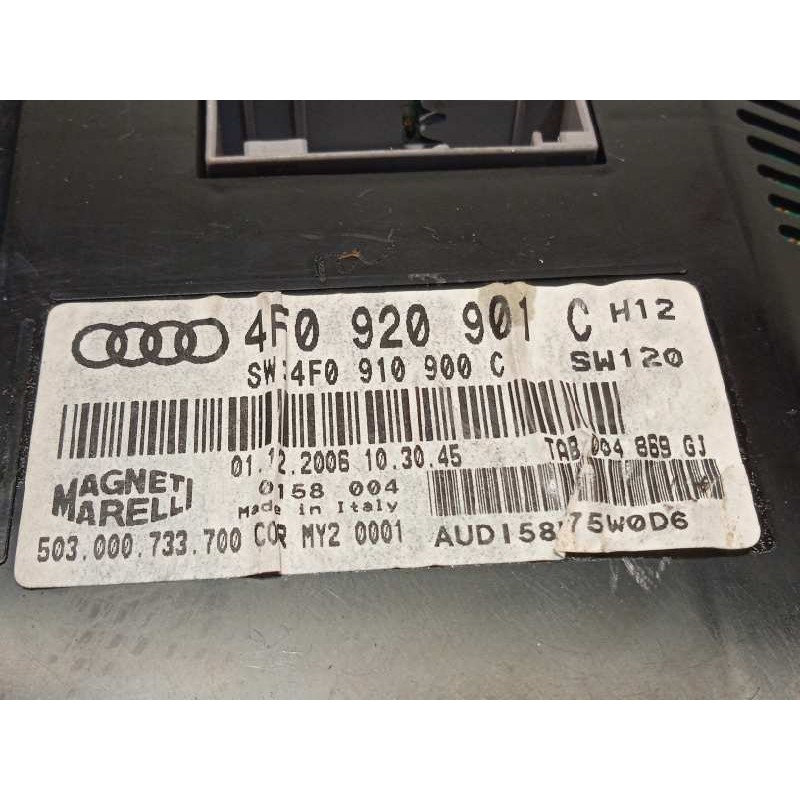 4F0 920 901 C H12
SW:4F0 910 900 C SW120
01.12.2006 10.30.45 TAB 004 869 GJ
MAGNETI
MARELLI
0158 004
Made in Italy
503.000.733.700 COR MY2 0001
AUDI58 75W0D6